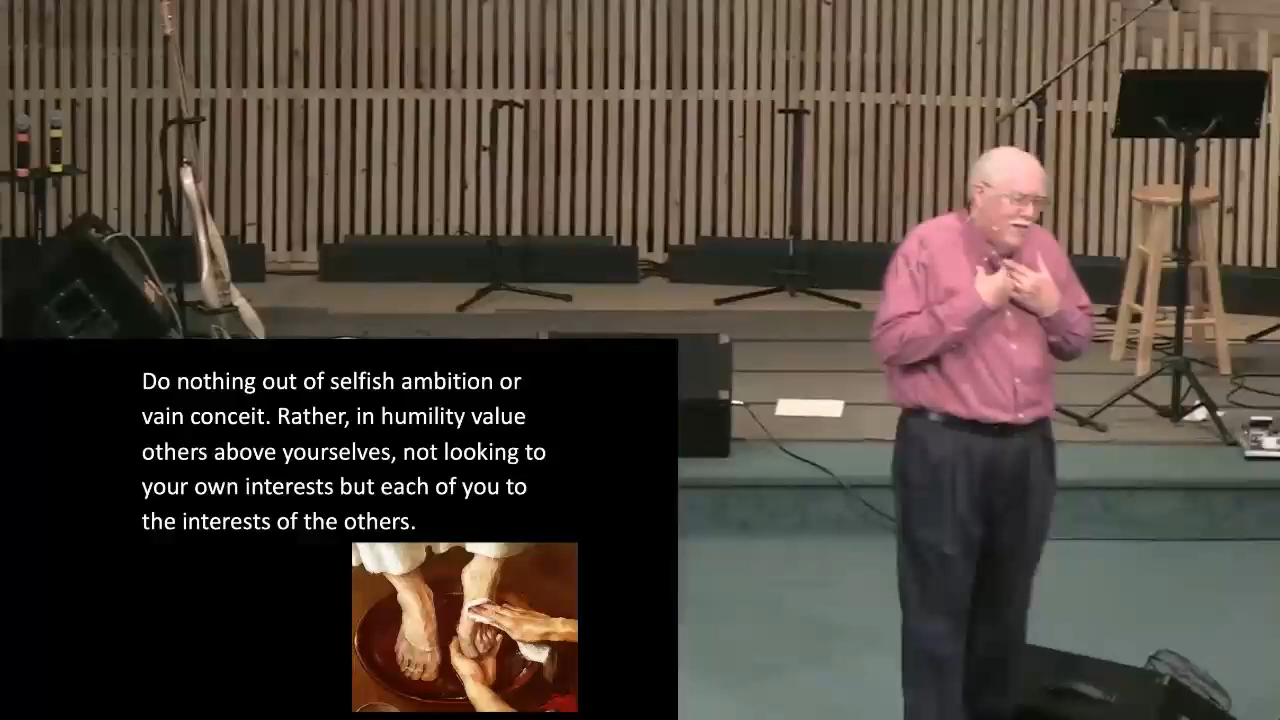 Do nothing out of selfish ambition or
vain conceit. Rather, in humility value
others above yourselves, not looking to
your own interests but each of you to
the interests of the others.